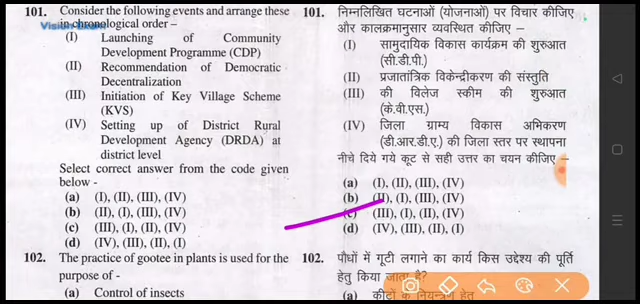 101. Consider the following events and arrange these
in chronological order –
(I) Launching of Community
Development Programme (CDP)
(II) Recommendation of Democratic
Decentralization
(III) Initiation of Key Village Scheme
(KVS)
(IV) Setting up of District Rural
Development Agency (DRDA) at
district level
Select correct answer from the code given
below -
(a) (I), (II), (III), (IV)
(b) (II), (I), (III), (IV)
(c) (III), (I), (II), (IV)
(d) (IV), (III), (II), (I)
102. The practice of gootee in plants is used for the
purpose of -
(a) Control of insects
101. निम्नलिखित घटनाओं (योजनाओं) पर विचार कीजिए
और कालक्रमानुसार व्यवस्थित कीजिए –
(I) सामुदायिक विकास कार्यक्रम की शुरुआत
(सी.डी.पी.)
(II) प्रजातांत्रिक विकेन्द्रीकरण की संस्तुति
(III) की विलेज स्कीम की शुरुआत
(के.वी.एस.)
(IV) जिला ग्राम्य विकास अभिकरण
(डी.आर.डी.ए.) की जिला स्तर पर स्थापना
नीचे दिये गये कूट से सही उत्तर का चयन कीजिए –
(a) (I), (II), (III), (IV)
(b) (II), (I), (III), (IV)
(c) (III), (I), (II), (IV)
(d) (IV), (III), (II), (I)
102. पौधों में गूटी लगाने का कार्य किस उद्देश्य की पूर्ति
हेतु किया जाता है?
(a) कीटों के नियन्त्रण हेतु